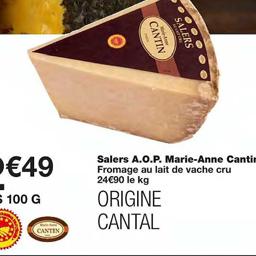 CANTIN
SALERS
€49
100 G
CANTIN
Salers A.O.P. Marie-Anne Cantin
Fromage au lait de vache cru
24€90 le kg
ORIGINE
CANTAL